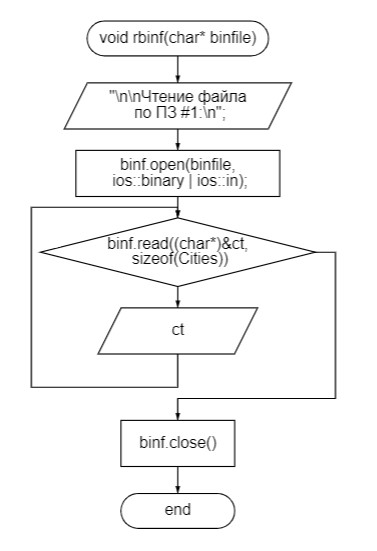 void rbinf(char* binfile)
"\n\nЧтение файла
по ПЗ #1:\n";
binf.open(binfile,
ios::binary | ios::in);
binf.read((char*)&ct,
sizeof(Cities))
ct
binf.close()
end